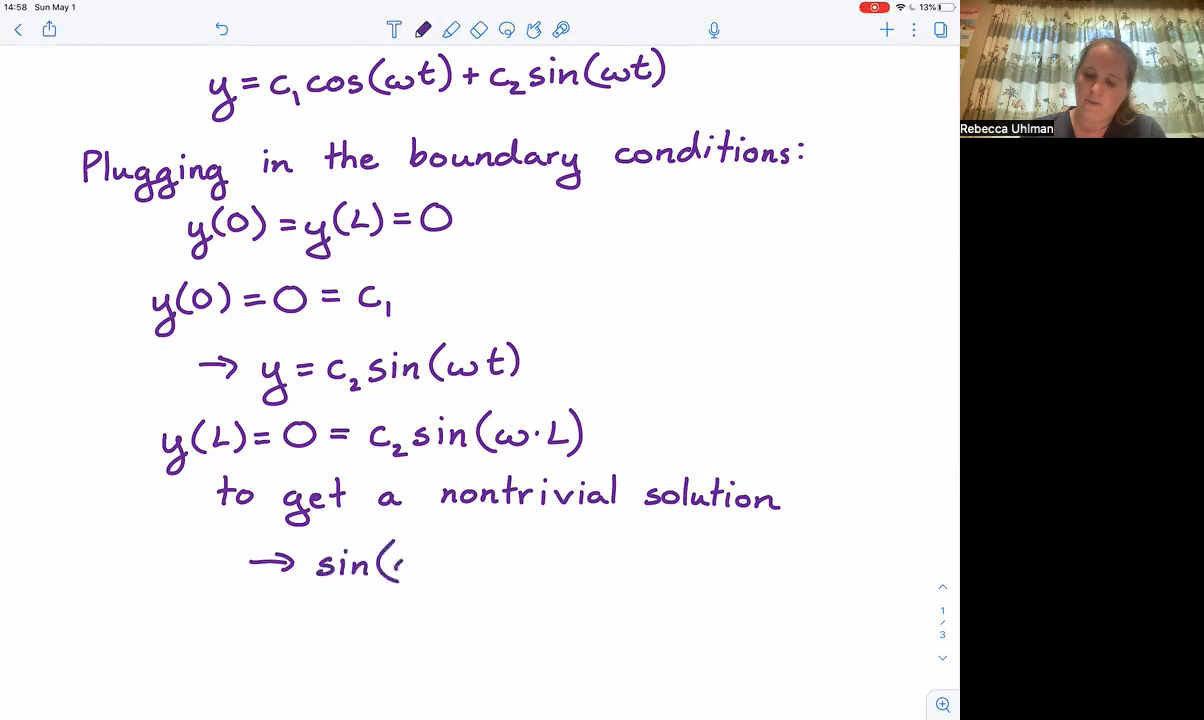 14:58 Sun May 1
13%
y = c₁cos(ωt) + c₂sin(ωt)
Rebecca Uhlman
Plugging in the boundary conditions:
y(0) = y(L) = 0
y(0) = 0 = c₁
→ y = c₂sin(ωt)
y(L) = 0 = c₂sin(ω·L)
to get a nontrivial solution
→ sin(
1
/
3